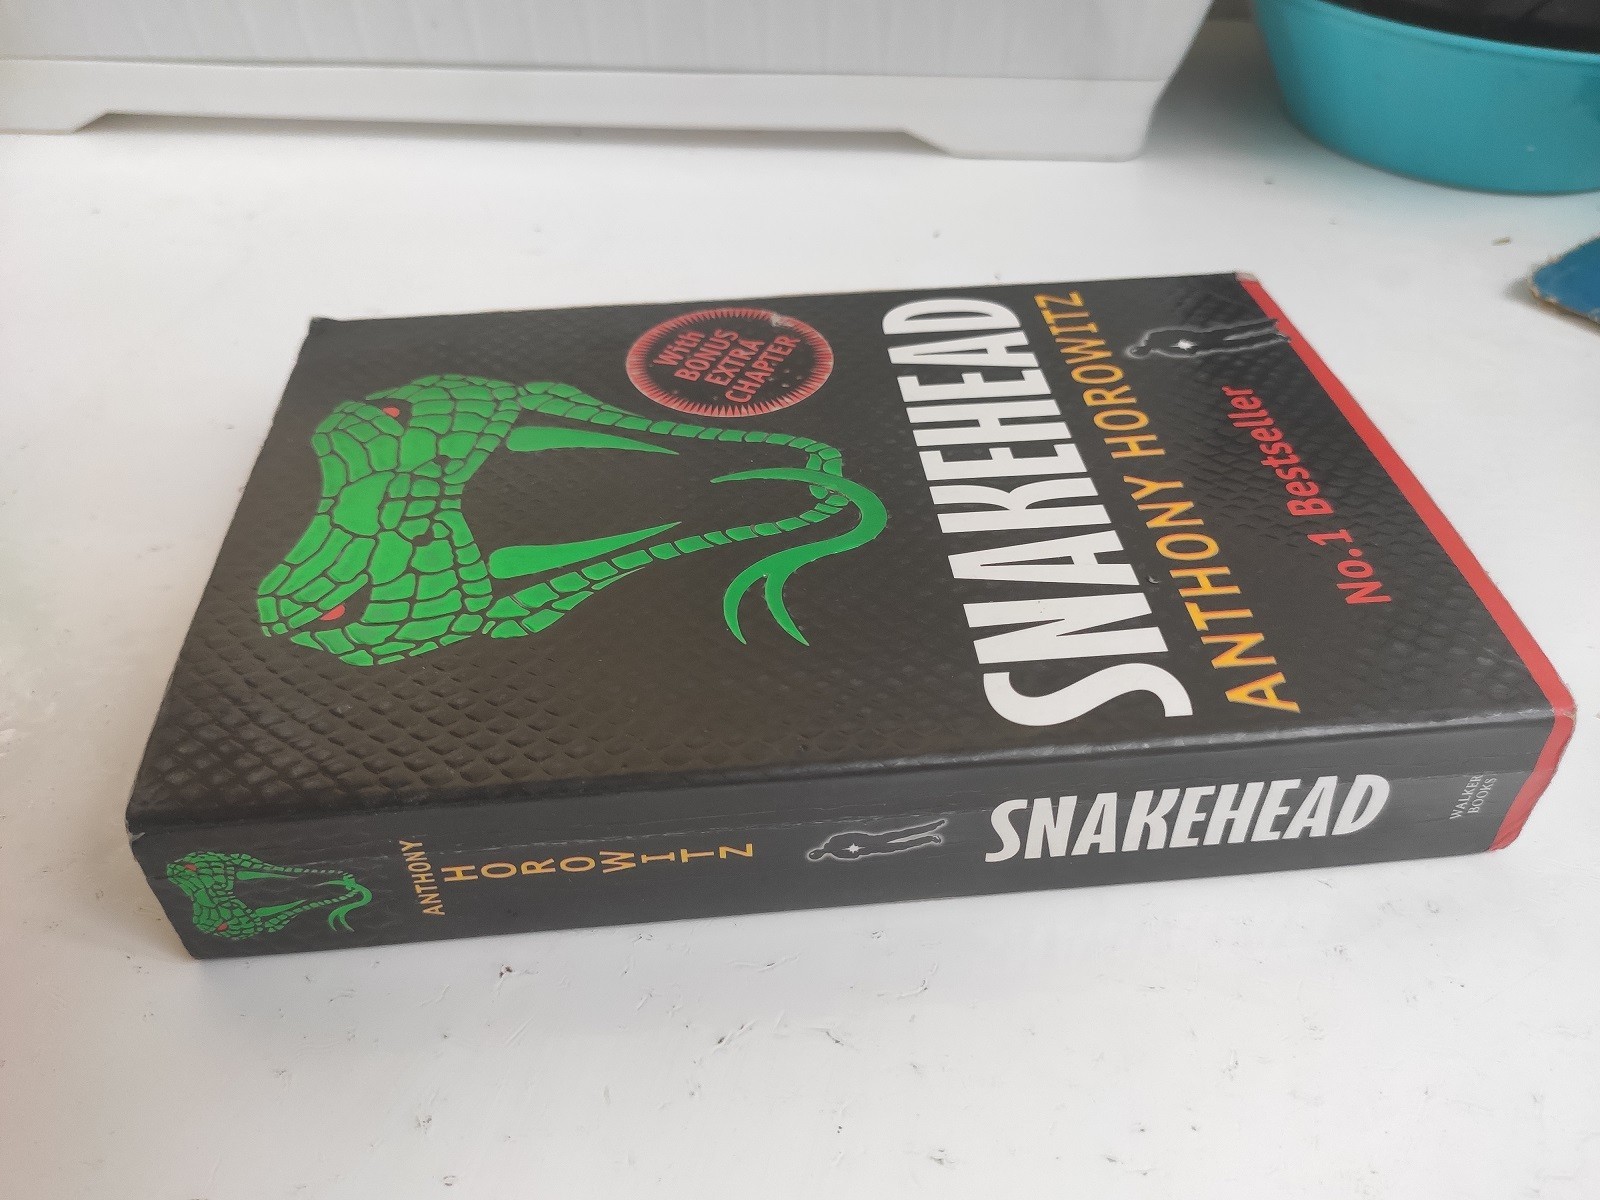 With
BONUS
EXTRA
CHAPTER
SNAKEHEAD
ANTHONY HOROWITZ
No.1 Bestseller
ANTHONY
HOROWITZ
SNAKEHEAD
WALKER
BOOKS